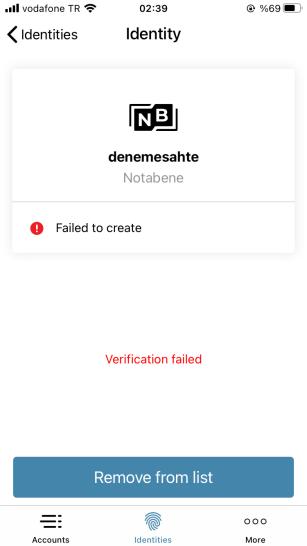 vodafone TR 02:39 @ %69
Identities Identity
NB
denemesahte
Notabene
Failed to create
Verification failed
Remove from list
Accounts Identities More